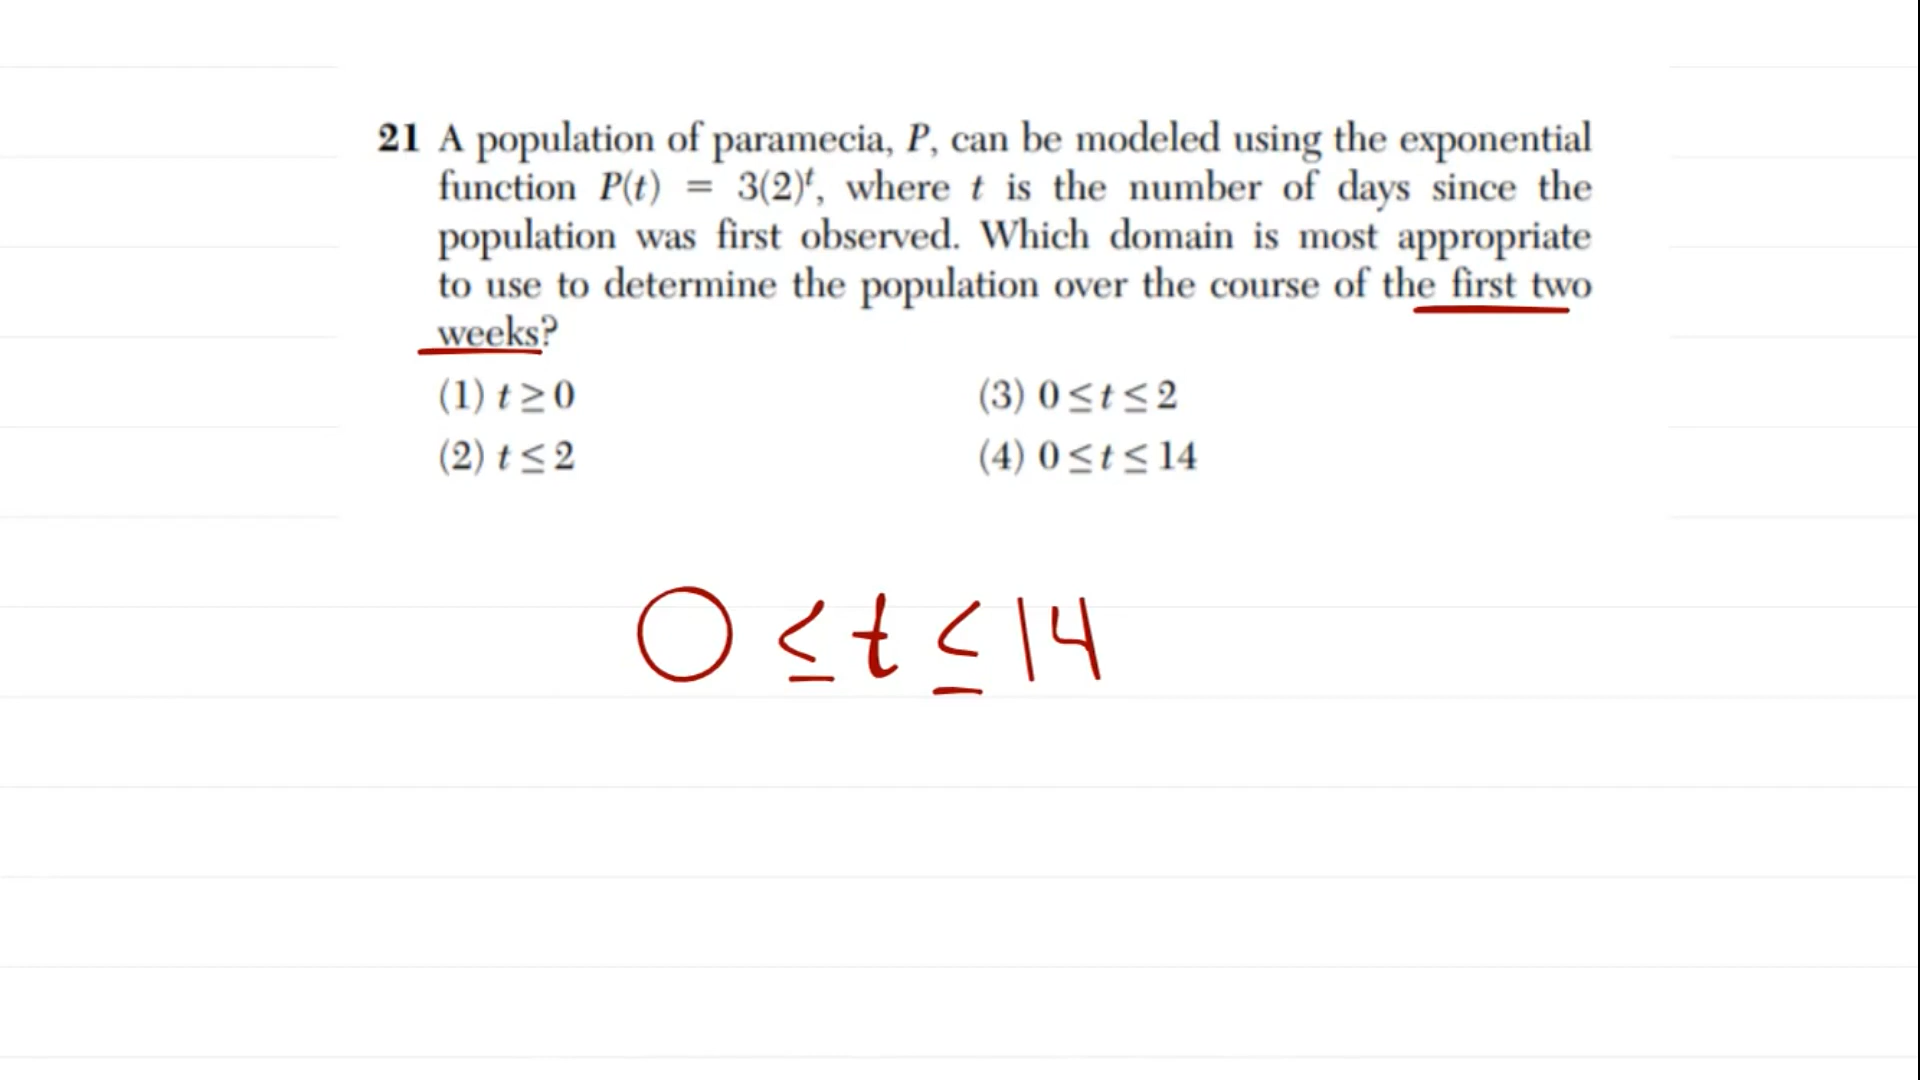 21 A population of paramecia, P, can be modeled using the exponential
function P(t) = 3(2)^t, where t is the number of days since the
population was first observed. Which domain is most appropriate
to use to determine the population over the course of the first two
weeks?
(1) t ≥ 0
(3) 0 ≤ t ≤ 2
(2) t ≤ 2
(4) 0 ≤ t ≤ 14
0 ≤ t ≤ 14